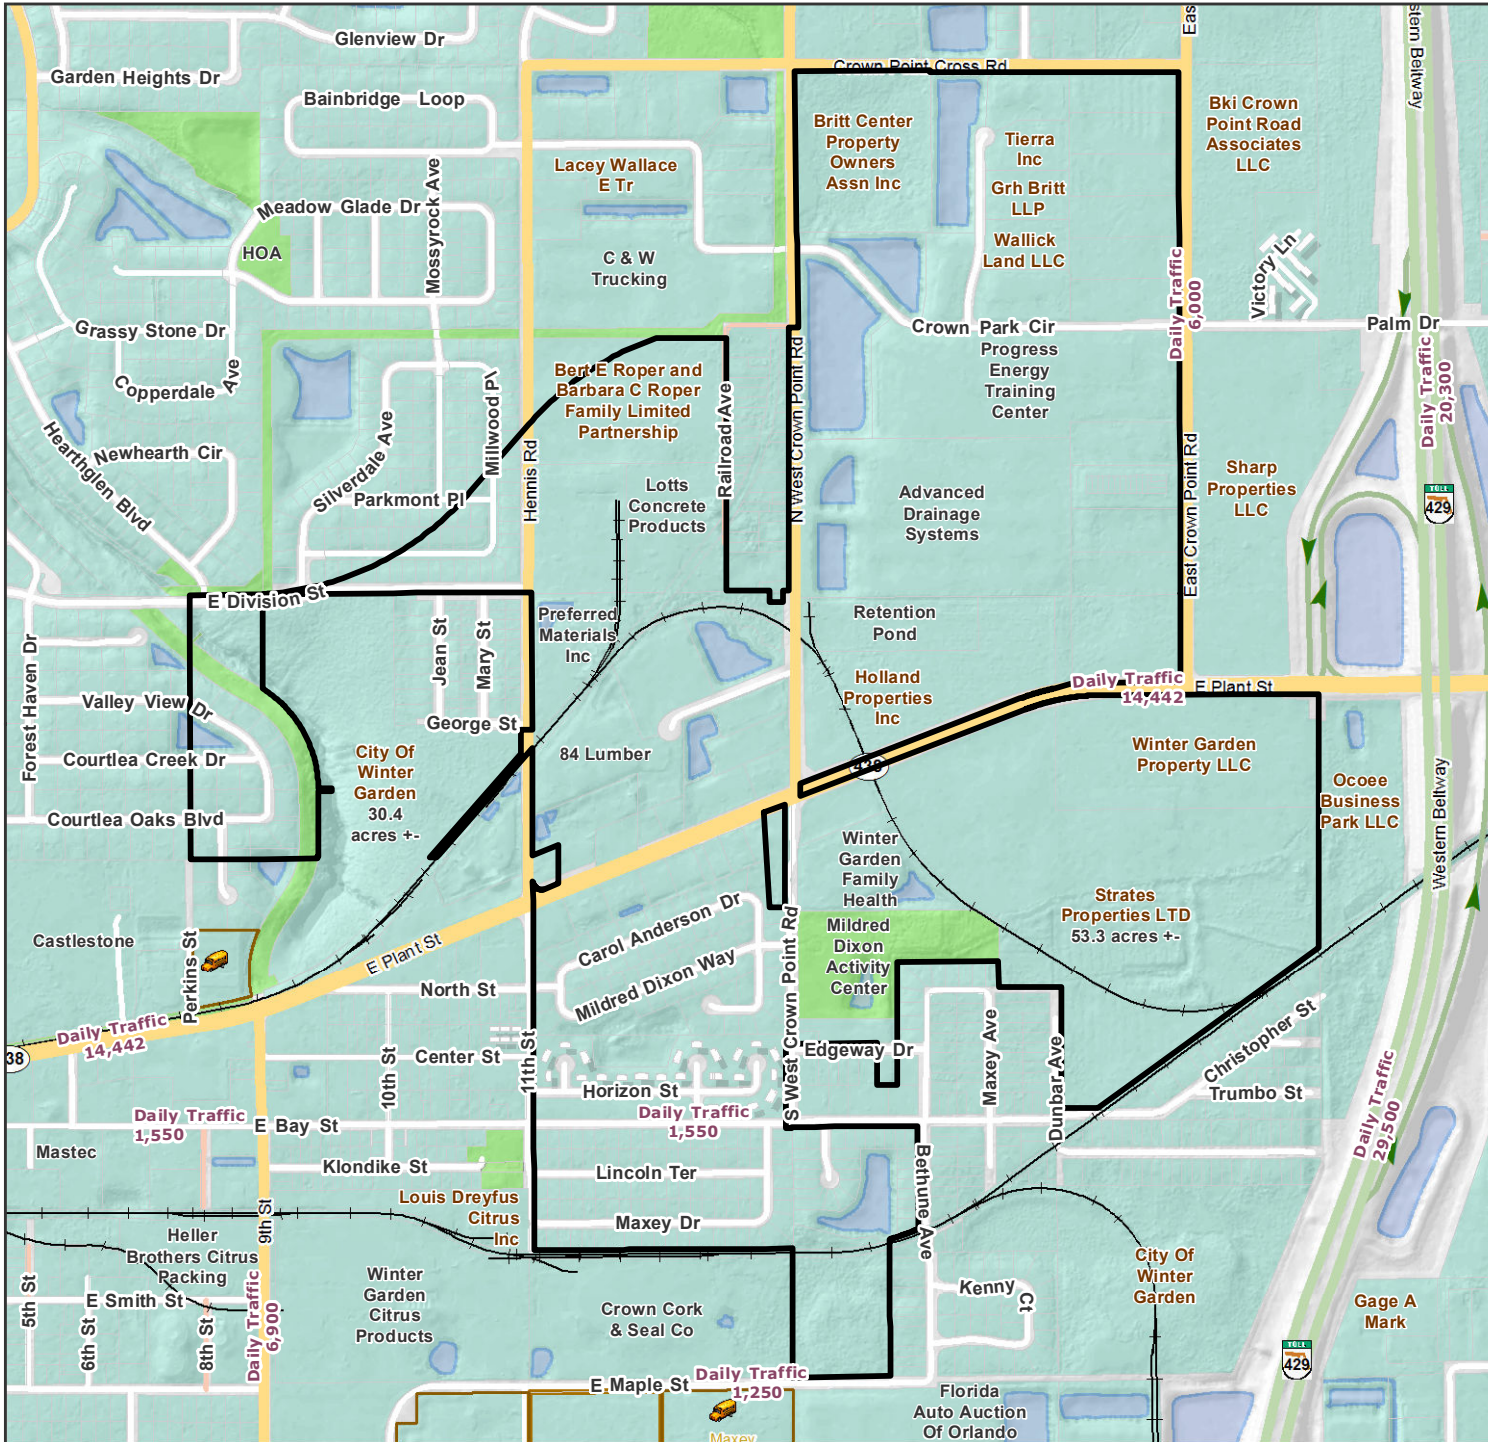 Glenview Dr
Garden Heights Dr
Bainbridge Loop
Crown Point Cross Rd
Eas
stern Beltway
Britt Center
Property
Owners
Assn Inc
Tierra
Inc
Grh Britt
LLP
Wallick
Land LLC
Bki Crown
Point Road
Associates
LLC
Lacey Wallace
E Tr
Mossyrock Ave
Meadow Glade Dr
HOA
C & W
Trucking
Victory Ln
Daily Traffic
6,000
Grassy Stone Dr
Crown Park Cir
Palm Dr
Progress
Energy
Training
Center
Daily Traffic
20,300
Copperdale Ave
Bert E Roper and
Barbara C Roper
Family Limited
Partnership
Railroad Ave
N West Crown Point Rd
Millwood Pl
Hennis Rd
Hearthglen Blvd
Newhearth Cir
Silverdale Ave
Parkmont Pl
Lotts
Concrete
Products
Advanced
Drainage
Systems
Sharp
Properties
LLC
East Crown Point Rd
TOLL
429
E Division St
Preferred
Materials
Inc
Retention
Pond
Jean St
Mary St
Forest Haven Dr
Valley View Dr
George St
Holland
Properties
Inc
Daily Traffic
14,442
E Plant St
Courtlea Creek Dr
City Of
Winter
Garden
30.4
acres +-
84 Lumber
438
Winter Garden
Property LLC
Ocoee
Business
Park LLC
Western Beltway
Courtlea Oaks Blvd
Winter
Garden
Family
Health
Strates
Properties LTD
53.3 acres +-
Carol Anderson Dr
Castlestone
Perkins St
E Plant St
Mildred Dixon Way
S West Crown Point Rd
Mildred
Dixon
Activity
Center
North St
Daily Traffic
14,442
38
Center St
10th St
11th St
Horizon St
Edgeway Dr
Maxey Ave
Dunbar Ave
Christopher St
Trumbo St
Daily Traffic
1,550
E Bay St
Daily Traffic
1,550
Daily Traffic
29,500
Mastec
Klondike St
Lincoln Ter
Bethune Ave
Louis Dreyfus
Citrus
Inc
Maxey Dr
9th St
Heller
Brothers Citrus
Packing
City Of
Winter
Garden
5th St
E Smith St
6th St
8th St
Daily Traffic
6,900
Winter
Garden
Citrus
Products
Crown Cork
& Seal Co
Kenny Ct
Gage A
Mark
TOLL
429
E Maple St
Daily Traffic
1,250
Florida
Auto Auction
Of Orlando
Maxey